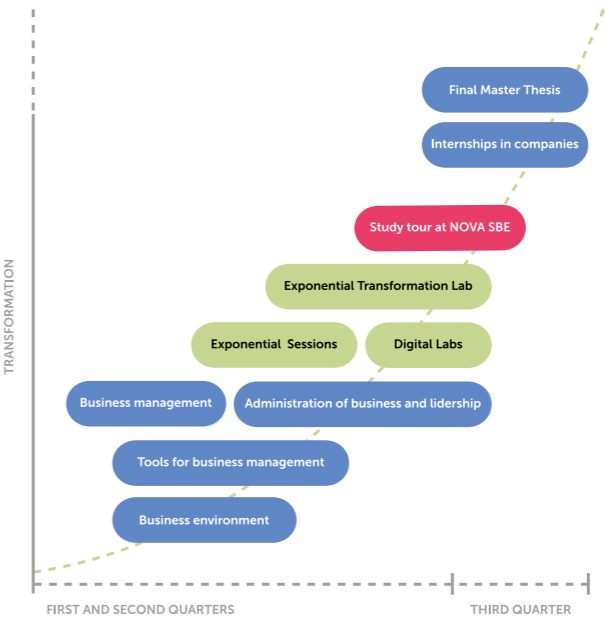 Final Master Thesis
Internships in companies
Study tour at NOVA SBE
Exponential Transformation Lab
Exponential Sessions
Digital Labs
Business management
Administration of business and lidership
Tools for business management
Business environment
TRANSFORMATION
FIRST AND SECOND QUARTERS
THIRD QUARTER